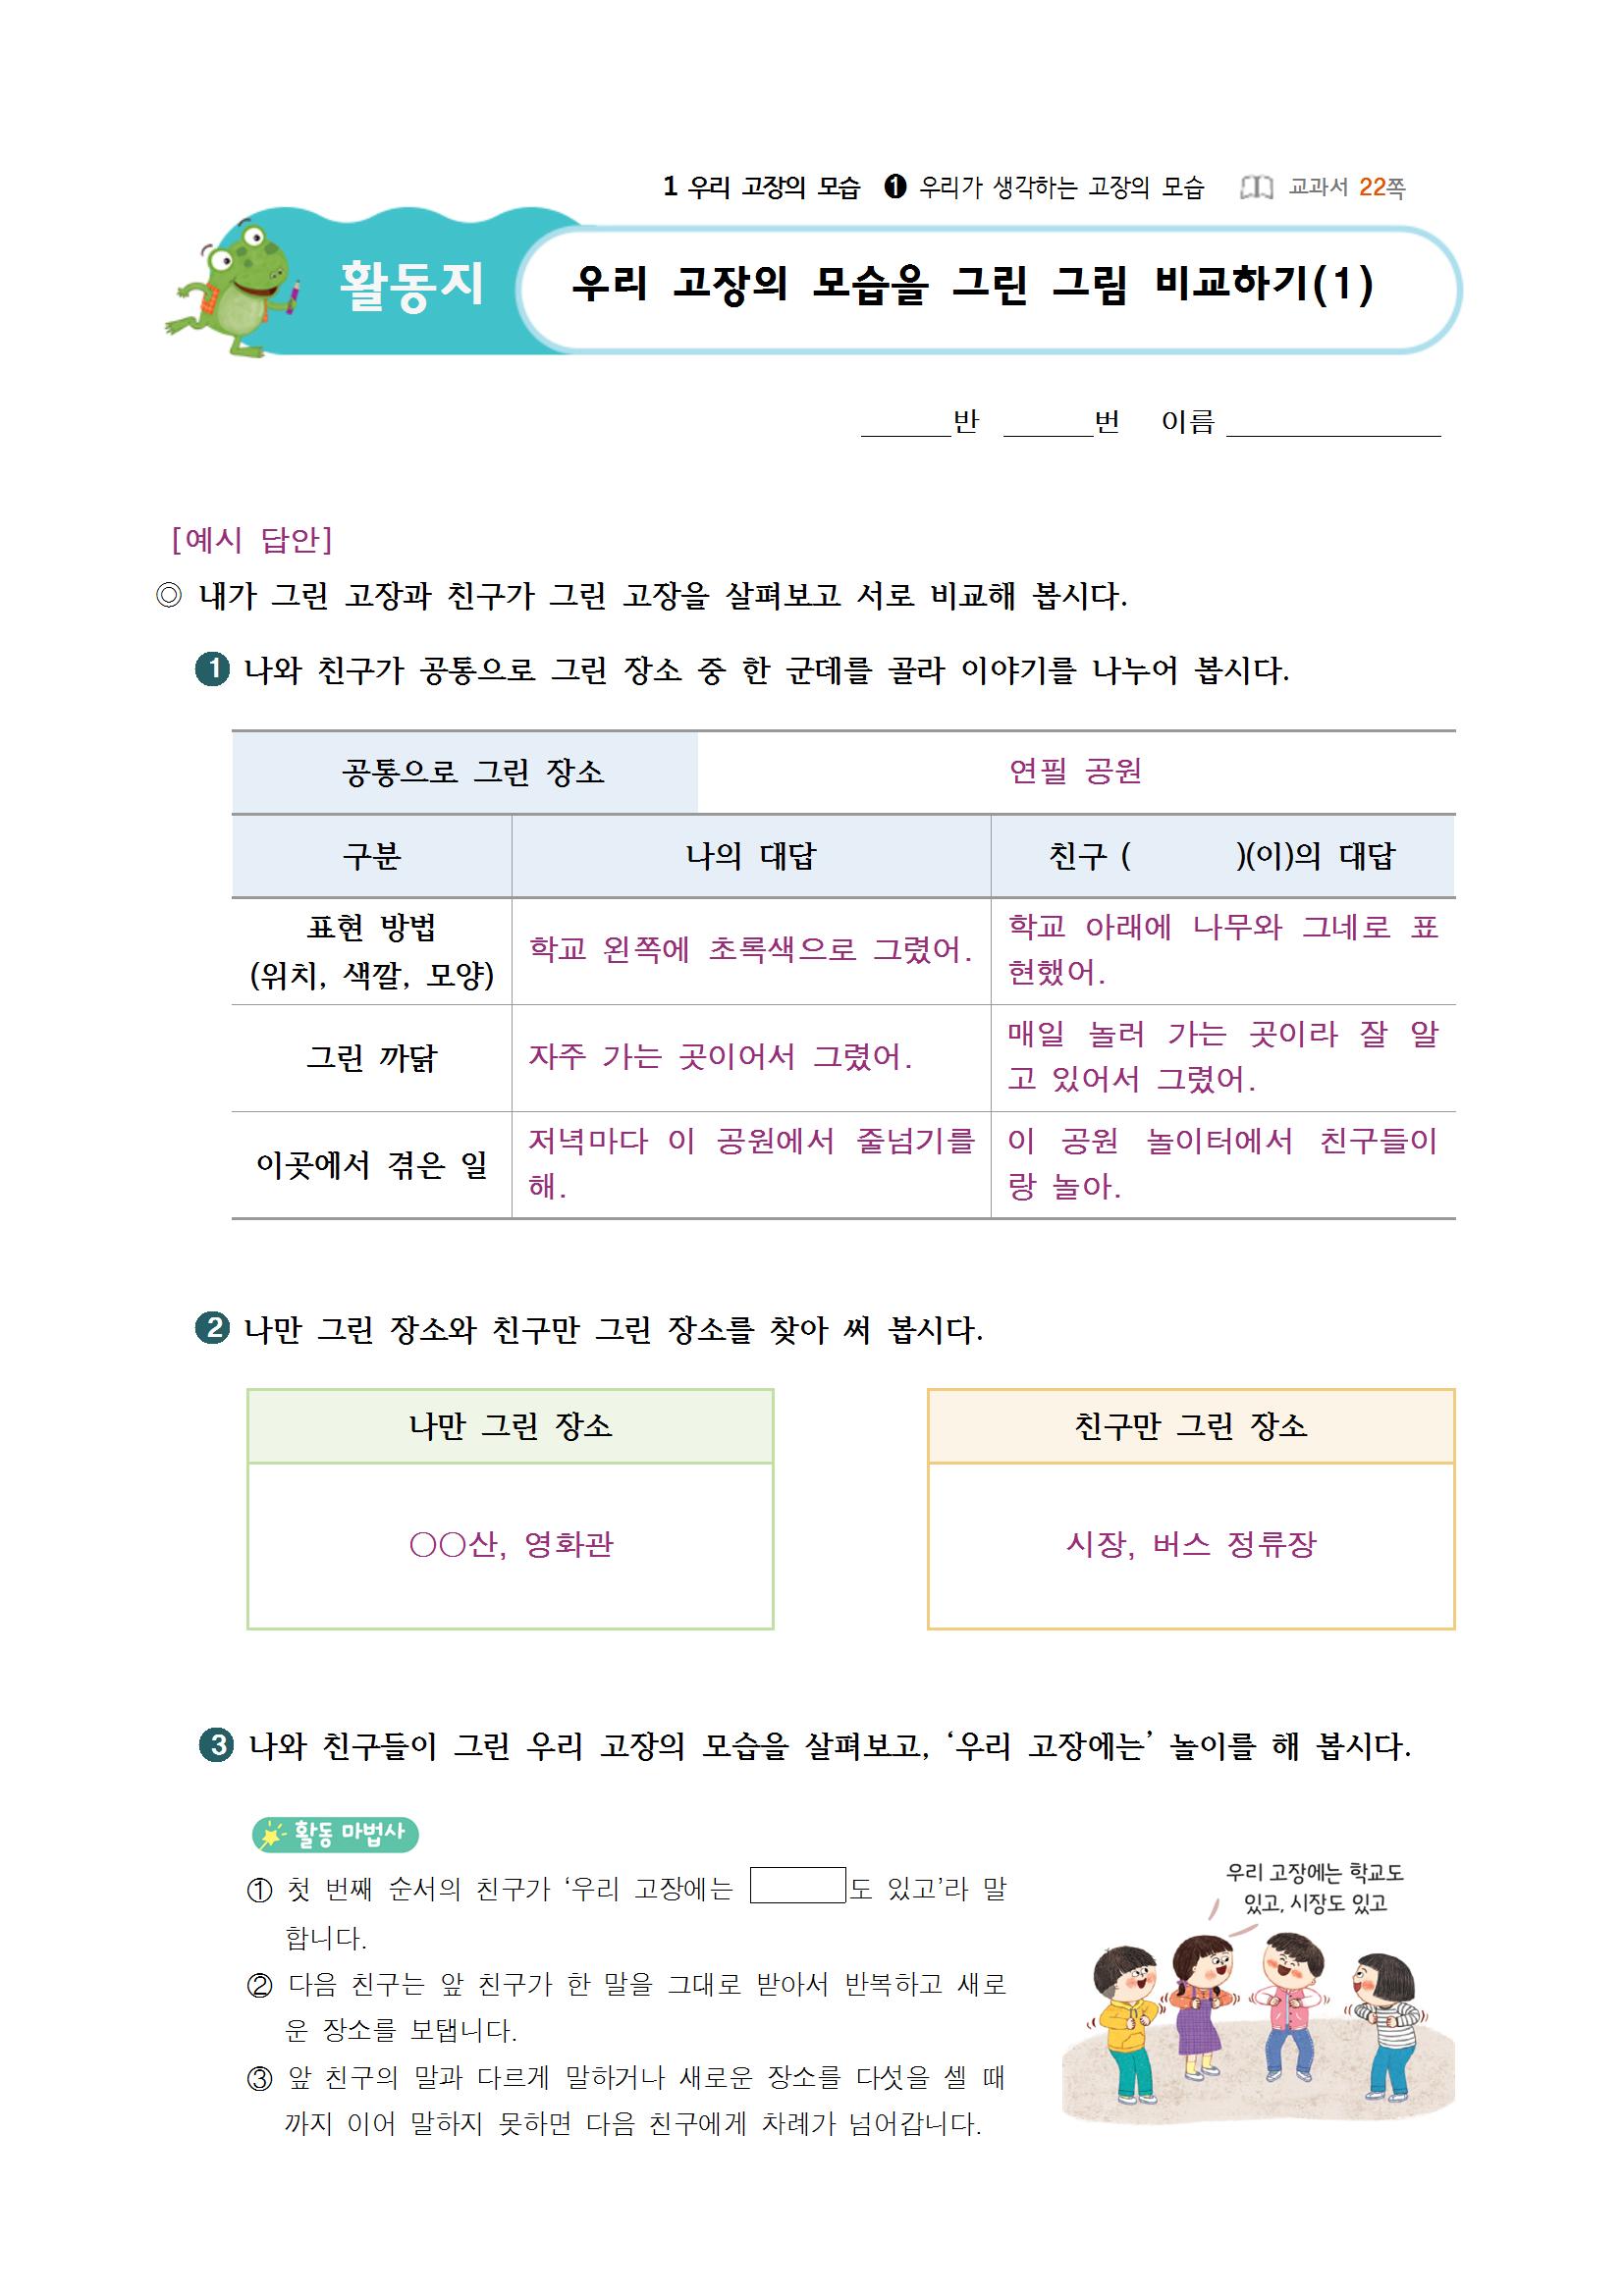 1 우리 고장의 모습 ❶ 우리가 생각하는 고장의 모습 교과서 22쪽
활동지 우리 고장의 모습을 그린 그림 비교하기(1)
______반 ______번 이름 ______________
[예시 답안]
◎ 내가 그린 고장과 친구가 그린 고장을 살펴보고 서로 비교해 봅시다.
❶ 나와 친구가 공통으로 그린 장소 중 한 군데를 골라 이야기를 나누어 봅시다.
공통으로 그린 장소 연필 공원
구분 나의 대답 친구 ( )(이)의 대답
표현 방법
(위치, 색깔, 모양)
학교 왼쪽에 초록색으로 그렸어.
학교 아래에 나무와 그네로 표
현했어.
그린 까닭
자주 가는 곳이어서 그렸어.
매일 놀러 가는 곳이라 잘 알
고 있어서 그렸어.
이곳에서 겪은 일
저녁마다 이 공원에서 줄넘기를
해.
이 공원 놀이터에서 친구들이
랑 놀아.
❷ 나만 그린 장소와 친구만 그린 장소를 찾아 써 봅시다.
나만 그린 장소
○○산, 영화관
친구만 그린 장소
시장, 버스 정류장
❸ 나와 친구들이 그린 우리 고장의 모습을 살펴보고, ‘우리 고장에는’ 놀이를 해 봅시다.
활동 마법사
① 첫 번째 순서의 친구가 ‘우리 고장에는 도 있고’라 말
합니다.
② 다음 친구는 앞 친구가 한 말을 그대로 받아서 반복하고 새로
운 장소를 보탭니다.
③ 앞 친구의 말과 다르게 말하거나 새로운 장소를 다섯을 셀 때
까지 이어 말하지 못하면 다음 친구에게 차례가 넘어갑니다.
우리 고장에는 학교도
있고, 시장도 있고